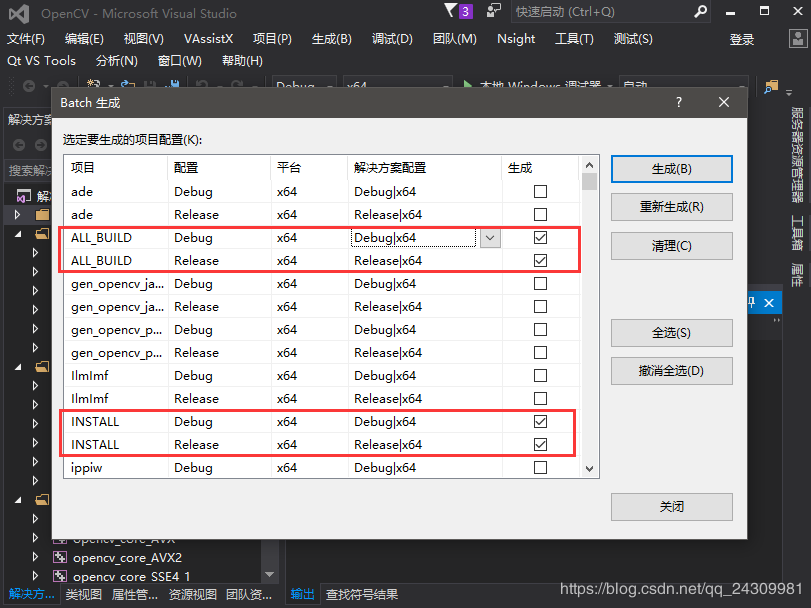 OpenCV - Microsoft Visual Studio
3
快速启动 (Ctrl+Q)
文件(F) 编辑(E) 视图(V) VAssistX 项目(P) 生成(B) 调试(D) 团队(M) Nsight 工具(T) 测试(S) 登录
Qt VS Tools 分析(N) 窗口(W) 帮助(H)
Debug x64 本地 Windows 调试器 自动
解决方案
搜索解决
解
Batch 生成
? ×
选定要生成的项目配置(K):
项目 配置 平台 解决方案配置 生成
ade Debug x64 Debug|x64
ade Release x64 Release|x64
ALL_BUILD Debug x64 Debug|x64
ALL_BUILD Release x64 Release|x64
gen_opencv_ja... Debug x64 Debug|x64
gen_opencv_ja... Release x64 Release|x64
gen_opencv_p... Debug x64 Debug|x64
gen_opencv_p... Release x64 Release|x64
IlmImf Debug x64 Debug|x64
IlmImf Release x64 Release|x64
INSTALL Debug x64 Debug|x64
INSTALL Release x64 Release|x64
ippiw Debug x64 Debug|x64
生成(B)
重新生成(R)
清理(C)
全选(S)
撤消全选(D)
关闭
服务器资源管理器
工具箱
属性
opencv_core_AVX
opencv_core_AVX2
opencv_core_SSE4_1
解决方... 类视图 属性管... 资源视图 团队资... 输出 查找符号结果
https://blog.csdn.net/qq_24309981